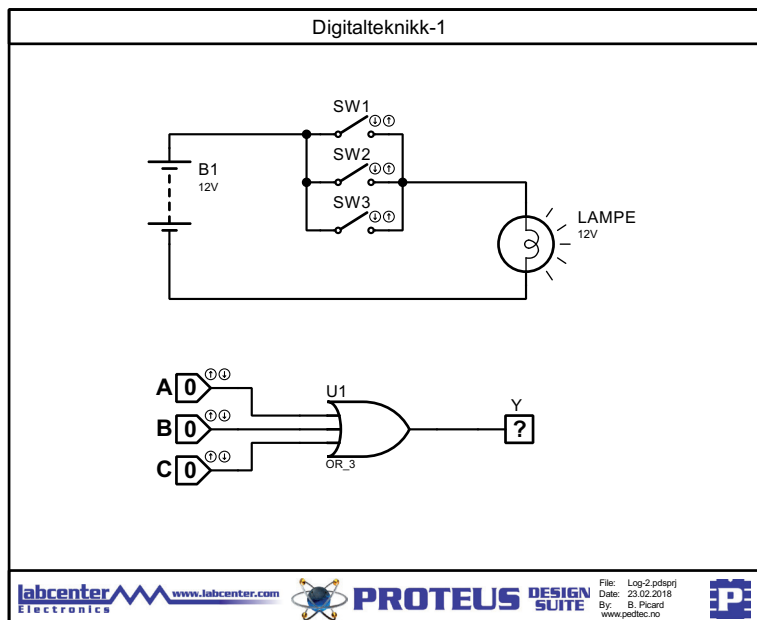 Digitalteknikk-1
SW1
SW2
SW3
B1
12V
LAMPE
12V
A 0
B 0
C 0
U1
OR_3
Y
?
labcenter www.labcenter.com
Electronics
PROTEUS DESIGN SUITE
File: Log-2.pdsprj
Date: 23.02.2018
By: B. Picard
www.pedtec.no
P